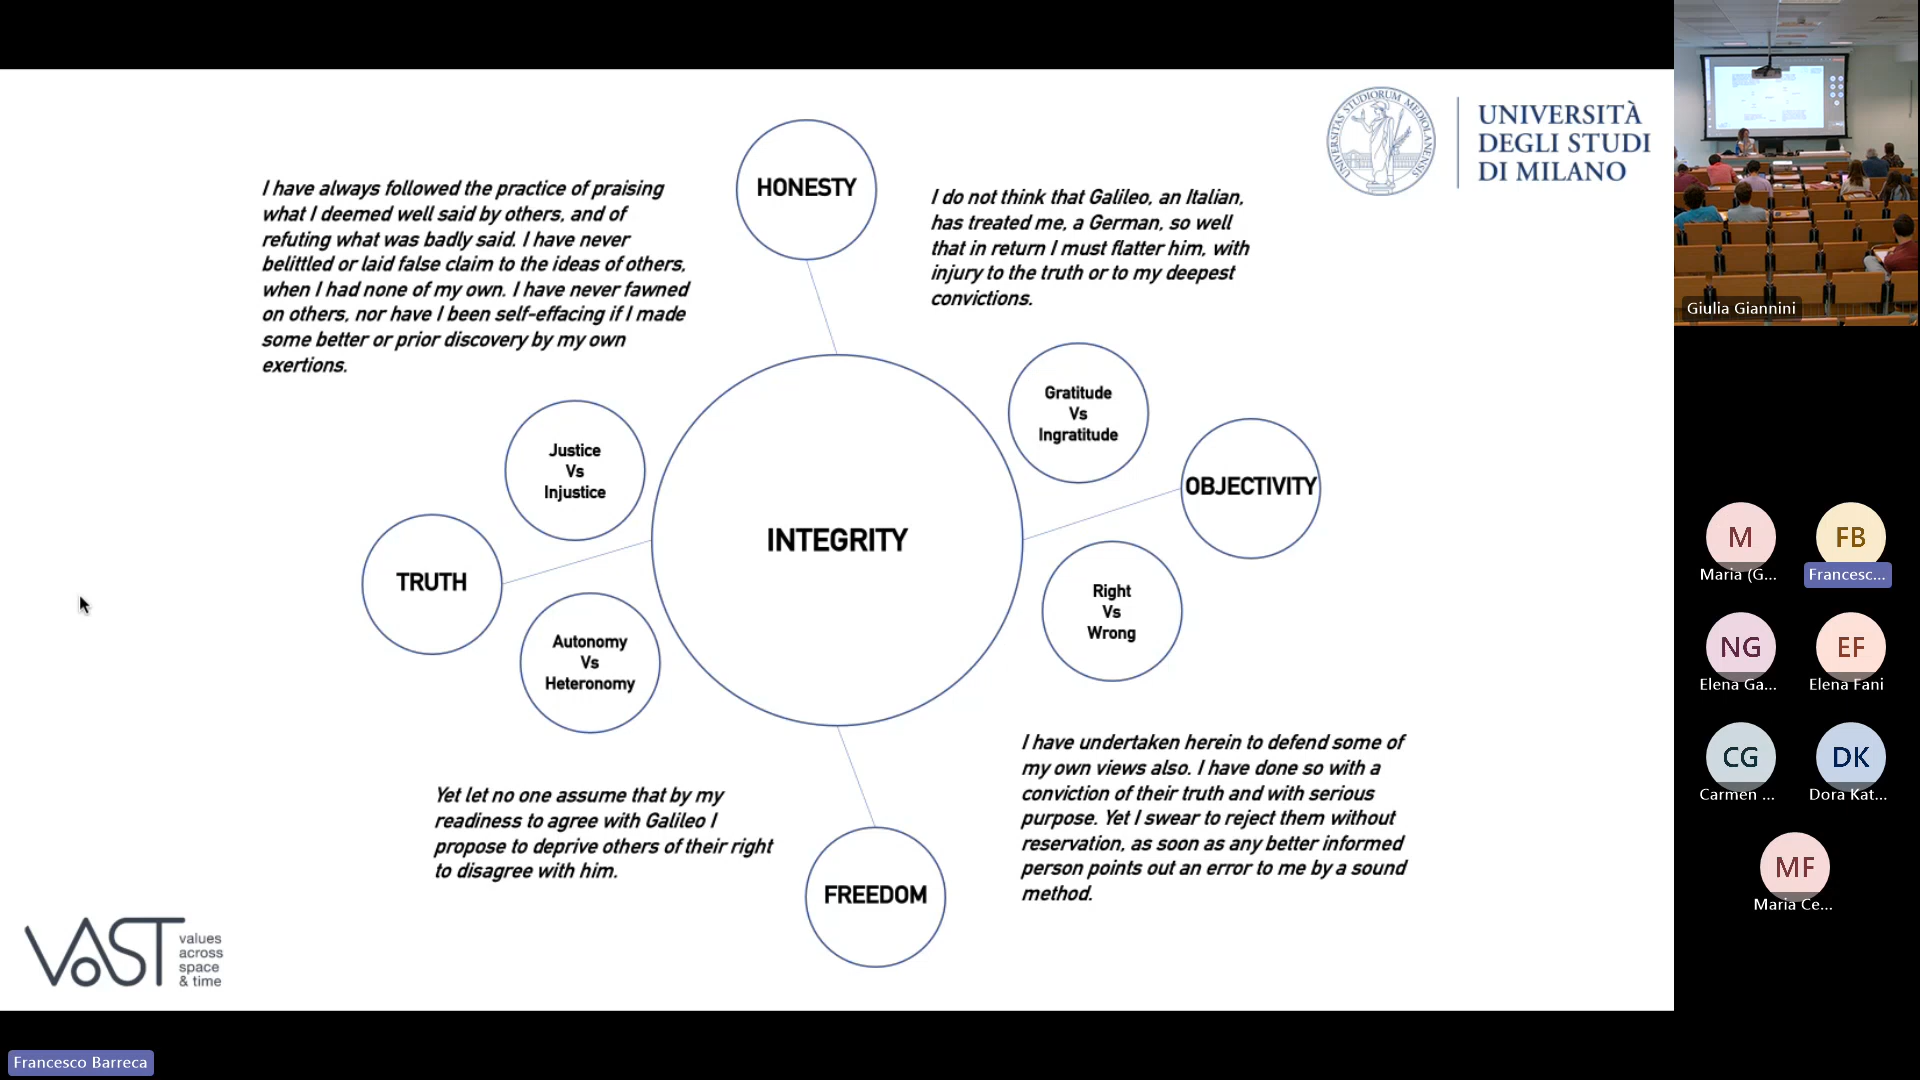 HONESTY
UNIVERSITÀ
DEGLI STUDI
DI MILANO
UNIVERSITAS STUDIORUM MEDIOLANENSIS
I have always followed the practice of praising
what I deemed well said by others, and of
refuting what was badly said. I have never
belittled or laid false claim to the ideas of others,
when I had none of my own. I have never fawned
on others, nor have I been self-effacing if I made
some better or prior discovery by my own
exertions.
I do not think that Galileo, an Italian,
has treated me, a German, so well
that in return I must flatter him, with
injury to the truth or to my deepest
convictions.
Gratitude
Vs
Ingratitude
Justice
Vs
Injustice
OBJECTIVITY
INTEGRITY
TRUTH
Right
Vs
Wrong
Autonomy
Vs
Heteronomy
I have undertaken herein to defend some of
my own views also. I have done so with a
conviction of their truth and with serious
purpose. Yet I swear to reject them without
reservation, as soon as any better informed
person points out an error to me by a sound
method.
Yet let no one assume that by my
readiness to agree with Galileo I
propose to deprive others of their right
to disagree with him.
FREEDOM
VAST
values
across
space
& time
Francesco Barreca
Giulia Giannini
M
Maria (G...
FB
Francesc...
NG
Elena Ga...
EF
Elena Fani
CG
Carmen ...
DK
Dora Kat...
MF
Maria Ce...